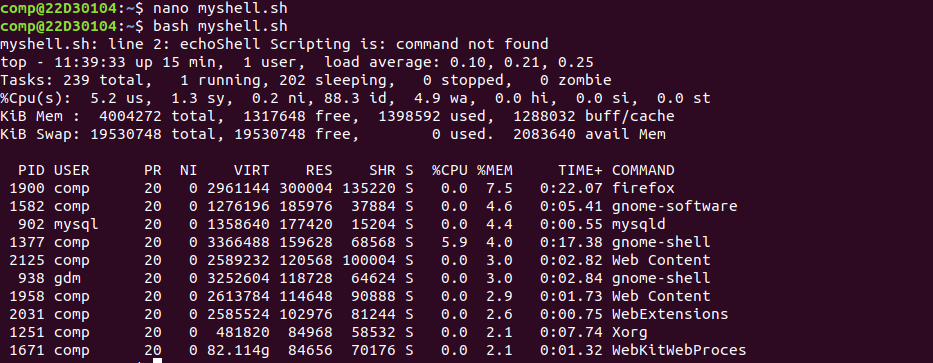 comp@22D30104:~$ nano myshell.sh
comp@22D30104:~$ bash myshell.sh
myshell.sh: line 2: echoShell Scripting is: command not found
top - 11:39:33 up 15 min,  1 user,  load average: 0.10, 0.21, 0.25
Tasks: 239 total,   1 running, 202 sleeping,   0 stopped,   0 zombie
%Cpu(s):  5.2 us,  1.3 sy,  0.2 ni, 88.3 id,  4.9 wa,  0.0 hi,  0.0 si,  0.0 st
KiB Mem :  4004272 total,  1317648 free,  1398592 used,  1288032 buff/cache
KiB Swap: 19530748 total, 19530748 free,        0 used.  2083640 avail Mem
PID USER      PR  NI    VIRT    RES    SHR S  %CPU %MEM     TIME+ COMMAND
1900 comp      20   0 2961144 300004 135220 S   0.0  7.5   0:22.07 firefox
1582 comp      20   0 1276196 185976  37884 S   0.0  4.6   0:05.41 gnome-software
902 mysql     20   0 1358640 177420  15204 S   0.0  4.4   0:00.55 mysqld
1377 comp      20   0 3366488 159628  68568 S   5.9  4.0   0:17.38 gnome-shell
2125 comp      20   0 2589232 120568 100004 S   0.0  3.0   0:02.82 Web Content
938 gdm       20   0 3252604 118728  64624 S   0.0  3.0   0:02.84 gnome-shell
1958 comp      20   0 2613784 114648  90888 S   0.0  2.9   0:01.73 Web Content
2031 comp      20   0 2585524 102976  81244 S   0.0  2.6   0:00.75 WebExtensions
1251 comp      20   0  481820  84968  58532 S   0.0  2.1   0:07.74 Xorg
1671 comp      20   0 82.114g  84656  70176 S   0.0  2.1   0:01.32 WebKitWebProces